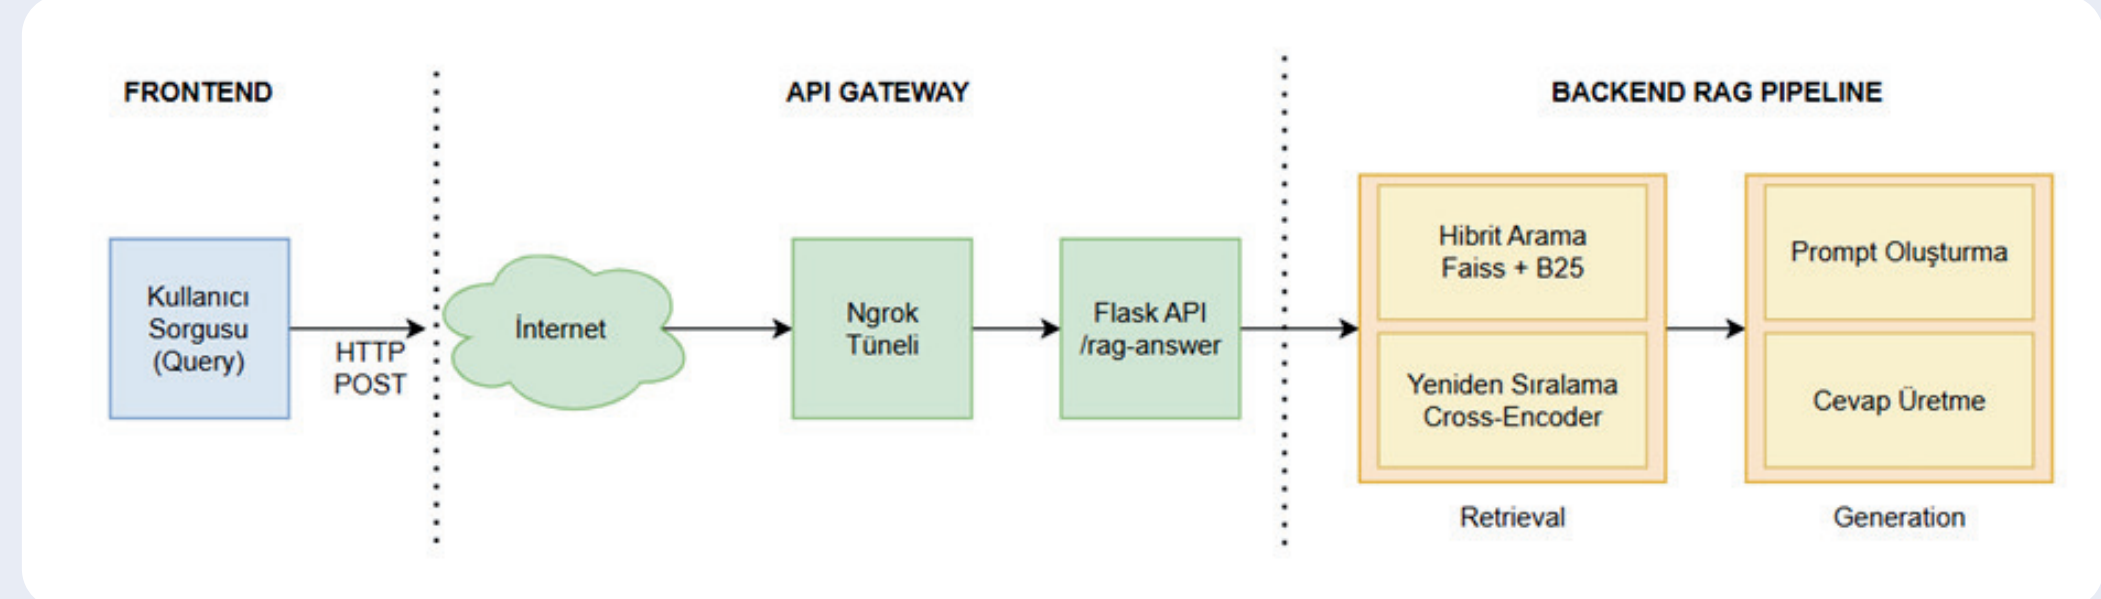 FRONTEND
API GATEWAY
BACKEND RAG PIPELINE
Kullanıcı
Sorgusu
(Query)
HTTP
POST
İnternet
Ngrok
Tüneli
Flask API
/rag-answer
Hibrit Arama
Faiss + B25
Yeniden Sıralama
Cross-Encoder
Retrieval
Prompt Oluşturma
Cevap Üretme
Generation